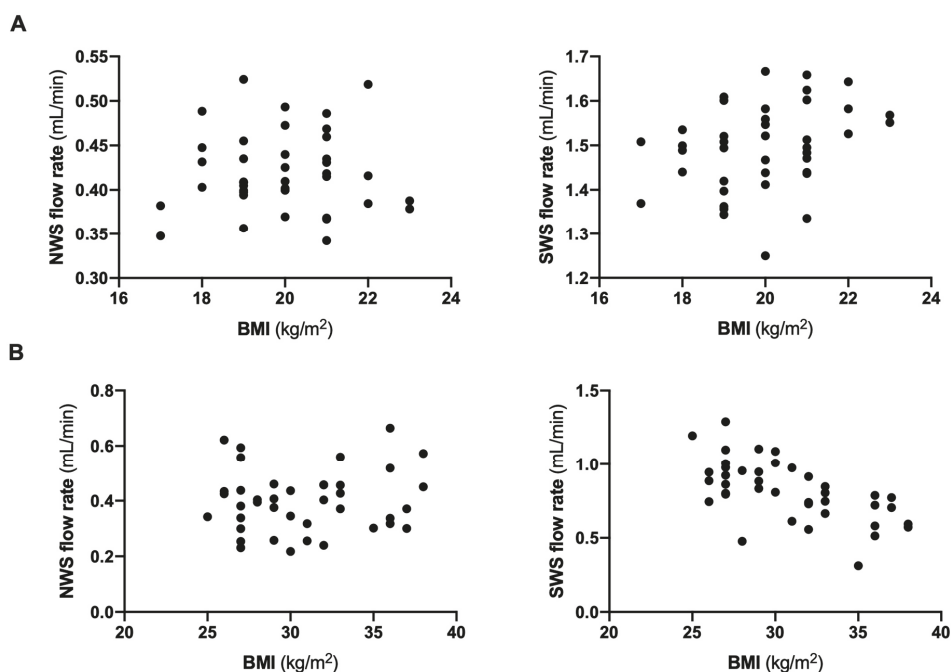 A
NWS flow rate (mL/min)
0.55
0.50
0.45
0.40
0.35
0.30
16 18 20 22 24
BMI (kg/m²)
SWS flow rate (mL/min)
1.7
1.6
1.5
1.4
1.3
1.2
16 18 20 22 24
BMI (kg/m²)
B
NWS flow rate (mL/min)
0.8
0.6
0.4
0.2
0.0
20 25 30 35 40
BMI (kg/m²)
SWS flow rate (mL/min)
1.5
1.0
0.5
0.0
20 25 30 35 40
BMI (kg/m²)